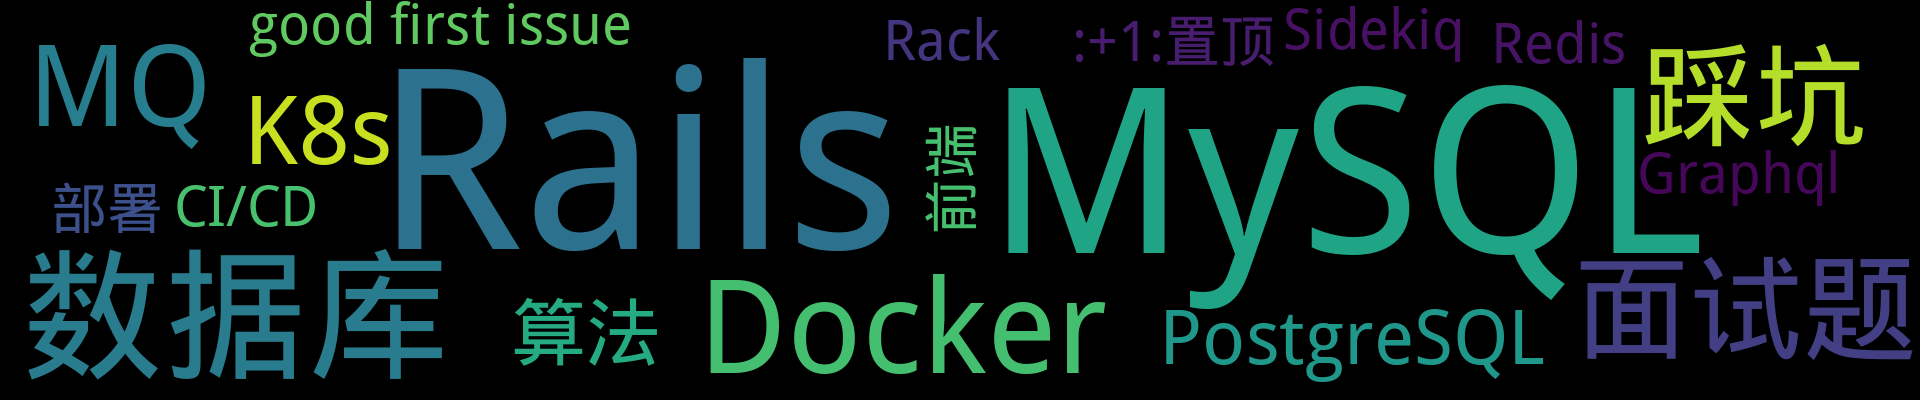 good first issue
Rack
:+1:置顶
Sidekiq
Redis
MQ
K8s
Rails
MySQL
踩坑
前端
Graphql
部署
CI/CD
数据库
算法
Docker
PostgreSQL
面试题